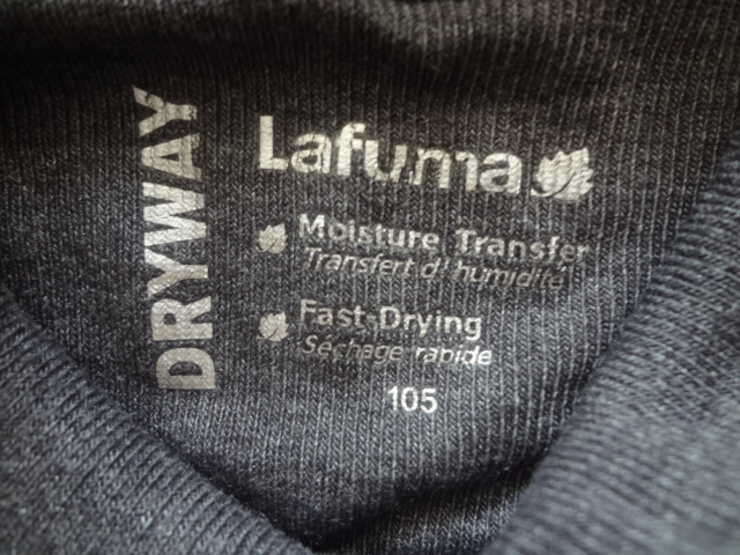 DRYWAY
Lafuma
Moisture Transfer
Transfert d'humidité
Fast-Drying
Séchage rapide
105